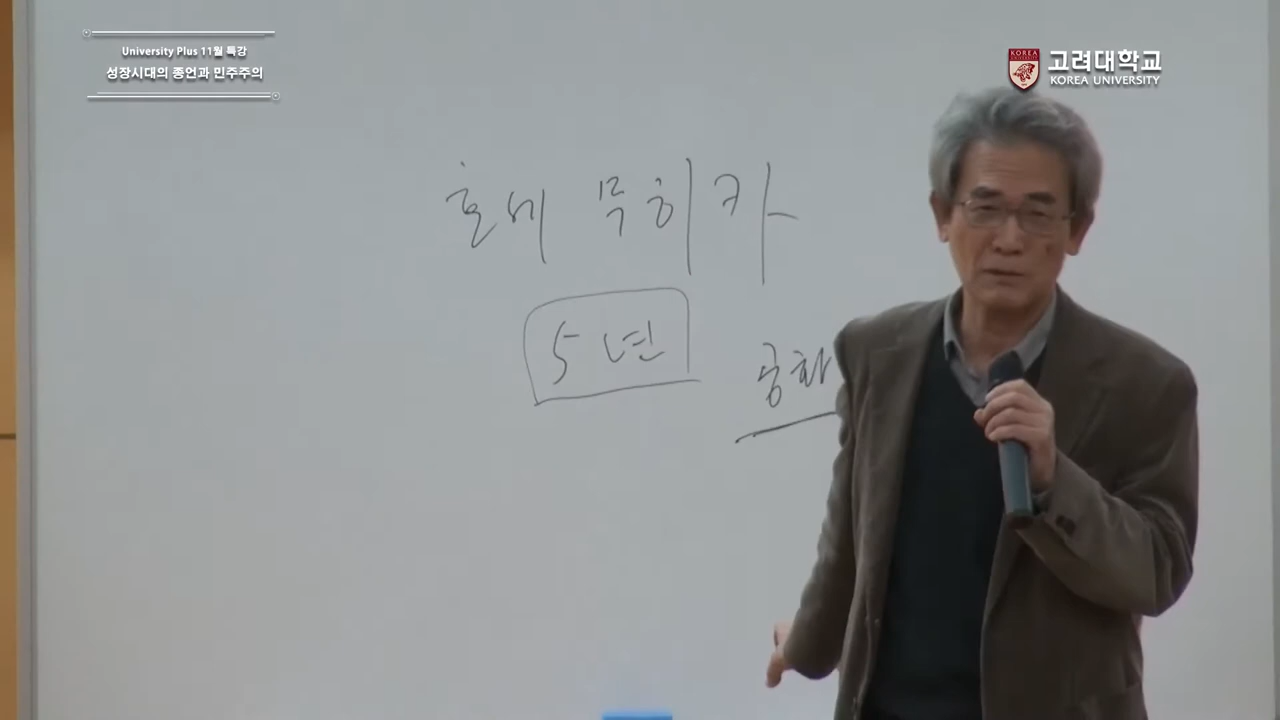 University Plus 11월 특강
성장시대의 종언과 민주주의
KOREA
고려대학교
KOREA UNIVERSITY
호세 무히카
5년
공화